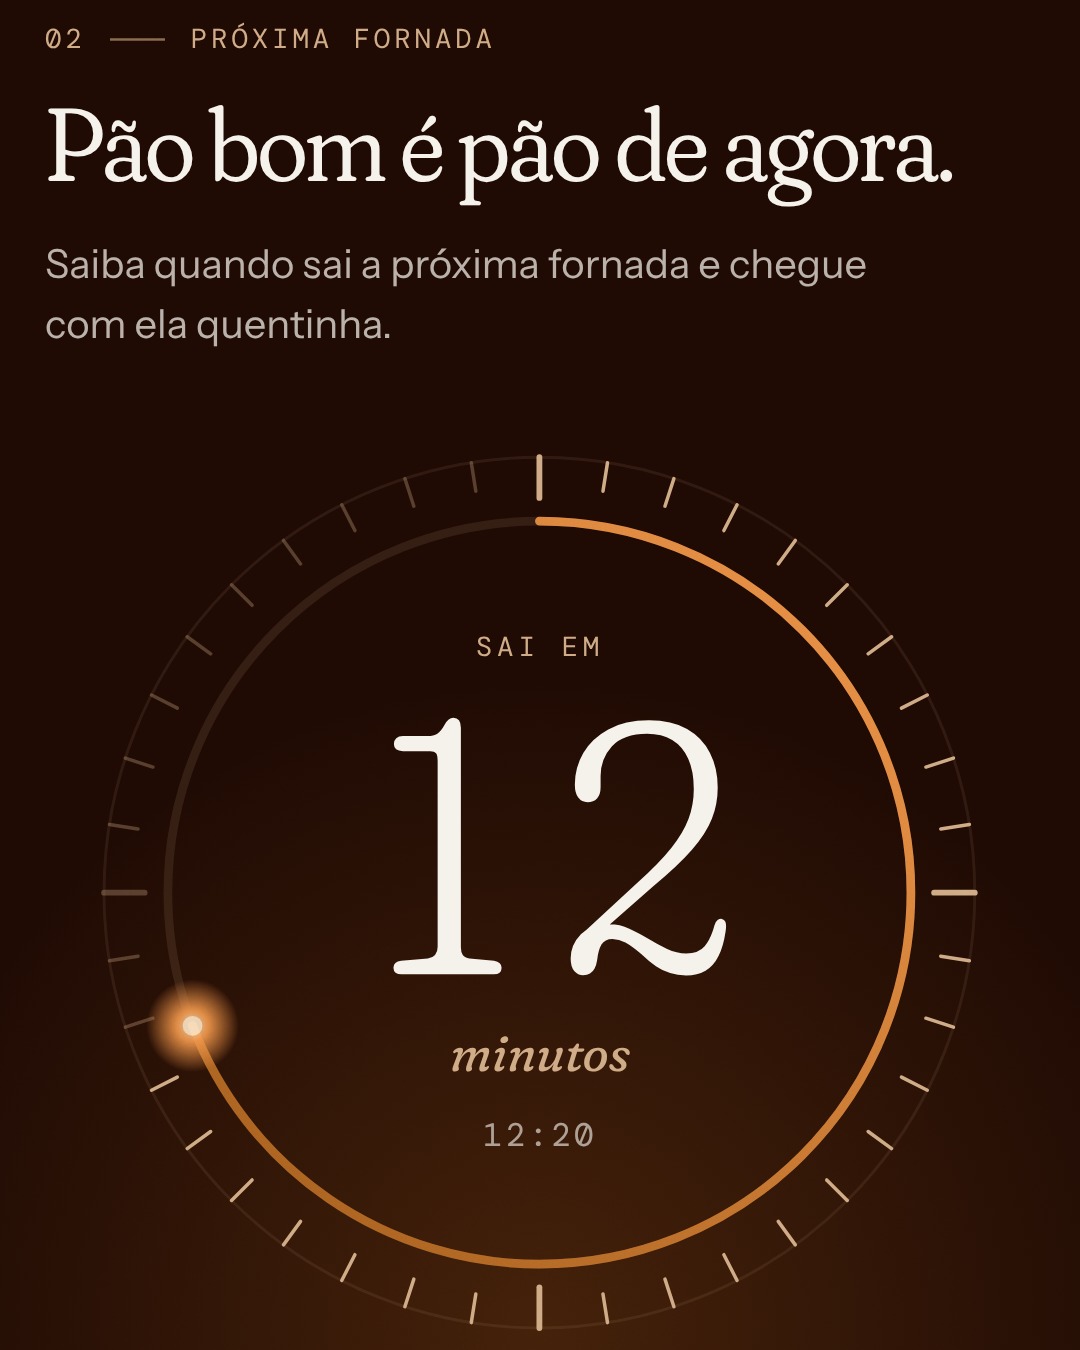 02 — PRÓXIMA FORNADA
Pão bom é pão de agora.
Saiba quando sai a próxima fornada e chegue
com ela quentinha.
SAI EM
12
minutos
12:20